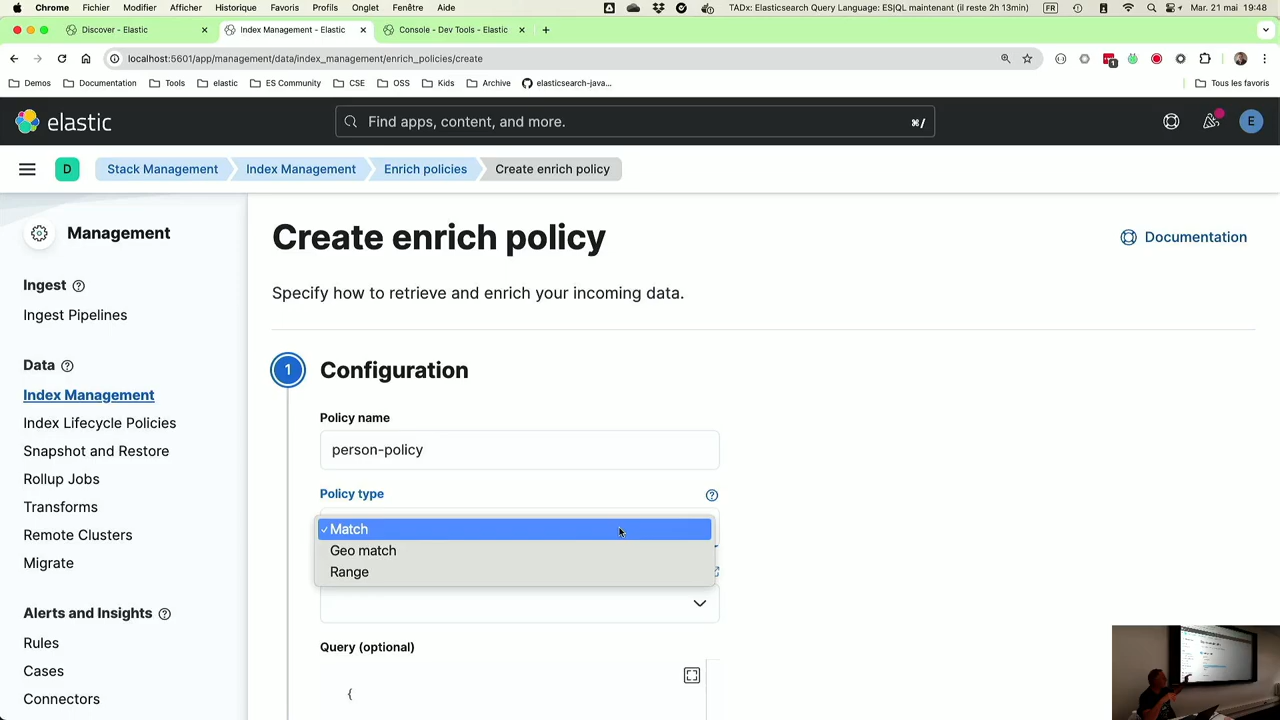 Chrome Fichier Modifier Afficher Historique Favoris Profils Onglet Fenêtre Aide TADx: Elasticsearch Query Language: ES|QL maintenant (il reste 2h 13min) FR Mar. 21 mai 19:48
Discover - Elastic Index Management - Elastic Console - Dev Tools - Elastic
localhost:5601/app/management/data/index_management/enrich_policies/create
Demos Documentation Tools elastic ES Community CSE OSS Kids Archive elasticsearch-java... Tous les favoris
elastic Find apps, content, and more. ⌘/ E
D Stack Management Index Management Enrich policies Create enrich policy
Management
Ingest
Ingest Pipelines
Data
Index Management
Index Lifecycle Policies
Snapshot and Restore
Rollup Jobs
Transforms
Remote Clusters
Migrate
Alerts and Insights
Rules
Cases
Connectors
Create enrich policy
Documentation
Specify how to retrieve and enrich your incoming data.
1 Configuration
Policy name
person-policy
Policy type
✓ Match
Geo match
Range
Query (optional)
{